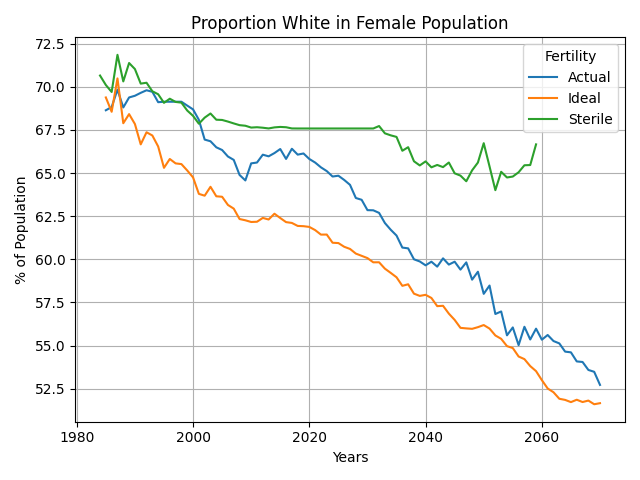 Proportion White in Female Population
% of Population
72.5
70.0
67.5
65.0
62.5
60.0
57.5
55.0
52.5
1980
2000
2020
2040
2060
Years
Fertility
Actual
Ideal
Sterile